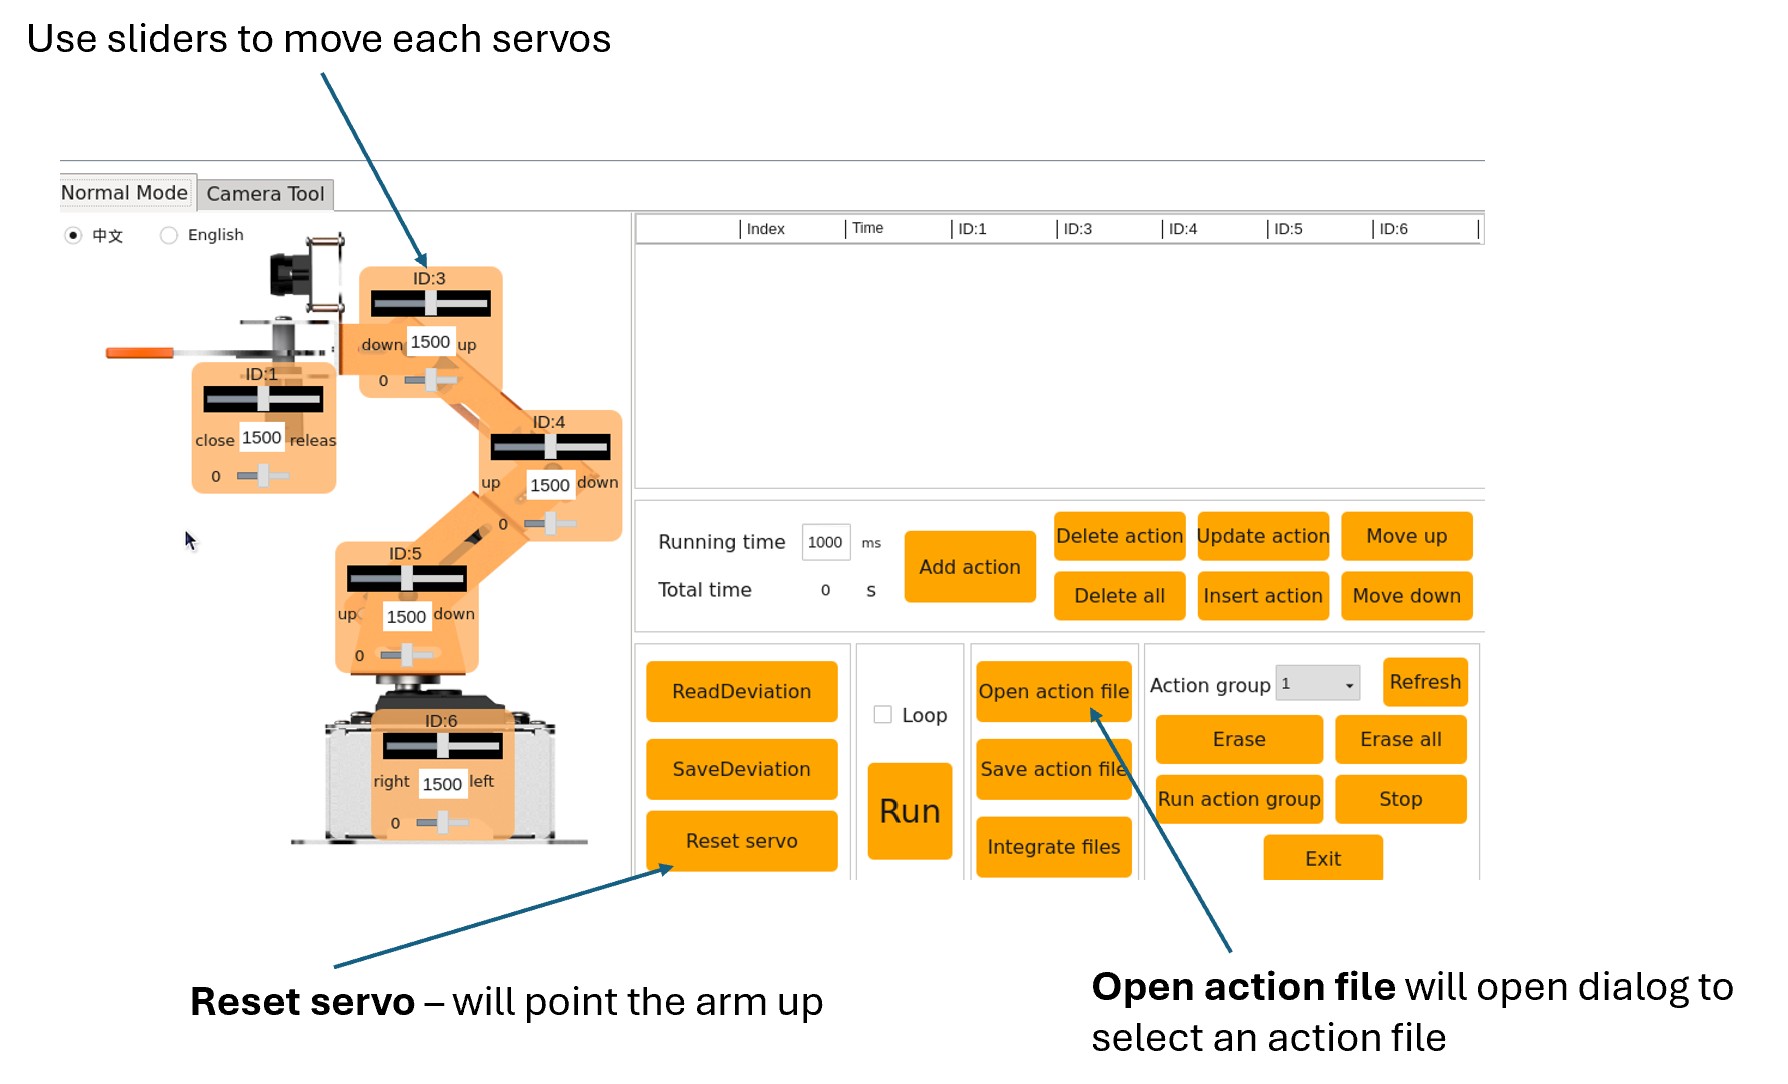 Use sliders to move each servos
Normal Mode
Camera Tool
中文
English
Index
Time
ID:1
ID:3
ID:4
ID:5
ID:6
ID:3
down 1500 up
0
ID:1
close 1500 releas
0
ID:4
up 1500 down
0
ID:5
up 1500 down
0
ID:6
right 1500 left
0
Running time 1000 ms
Total time 0 s
Add action
Delete action
Update action
Move up
Delete all
Insert action
Move down
ReadDeviation
SaveDeviation
Reset servo
Loop
Run
Open action file
Save action file
Integrate files
Action group 1
Refresh
Erase
Erase all
Run action group
Stop
Exit
Reset servo – will point the arm up
Open action file will open dialog to
select an action file